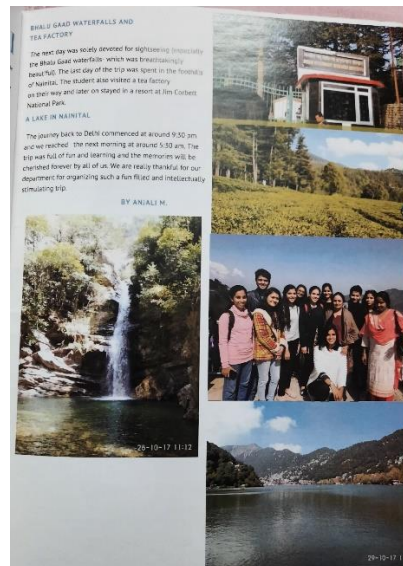 BHALU GAAD WATERFALLS AND
TEA FACTORY
The next day was solely devoted for sightseeing (especially
the Bhalu Gaad waterfalls which was breathtakingly
beautiful). The last day of the trip was spent in the foothills
of Nainital. The student also visited a tea factory
on their way and later on stayed in a resort at Jim Corbett
National Park.
A LAKE IN NAINITAL
The journey back to Delhi commenced at around 9:30 pm
and we reached the next morning at around 5:30 am. The
trip was full of fun and learning and the memories will be
cherished forever by all of us. We are really thankful for our
department for organizing such a fun filled and intellectually
stimulating trip.
BY ANJALI M.
-28-10-17 11:12
29-10-17 1